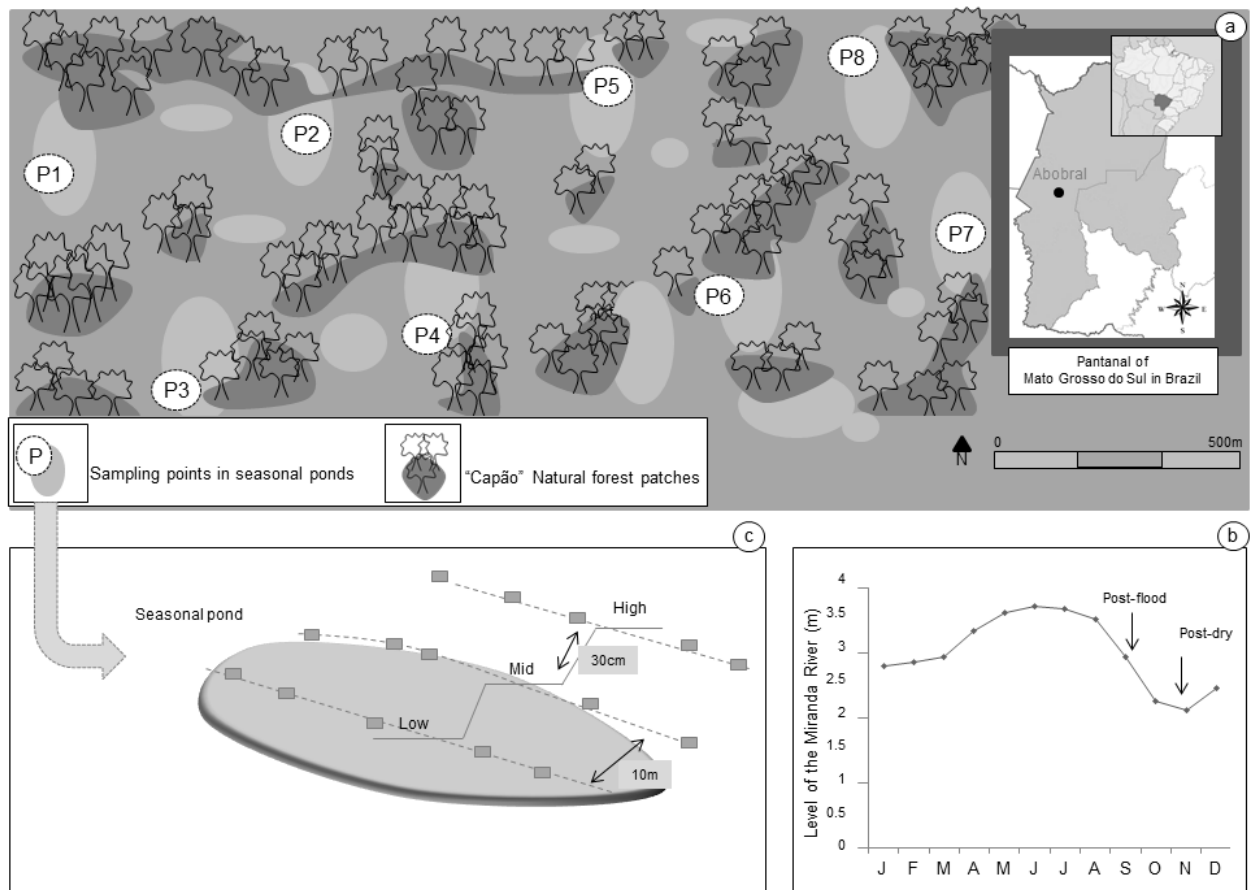 a
P1
P2
P3
P4
P5
P6
P7
P8
Abobral
N
W E
S
Pantanal of
Mato Grosso do Sul in Brazil
N
0 500m
P
Sampling points in seasonal ponds
“Capão” Natural forest patches
c
Seasonal pond
High
30cm
Mid
Low
10m
b
Level of the Miranda River (m)
4
3.5
3
2.5
2
1.5
1
0.5
0
Post-flood
Post-dry
J F M A M J J A S O N D